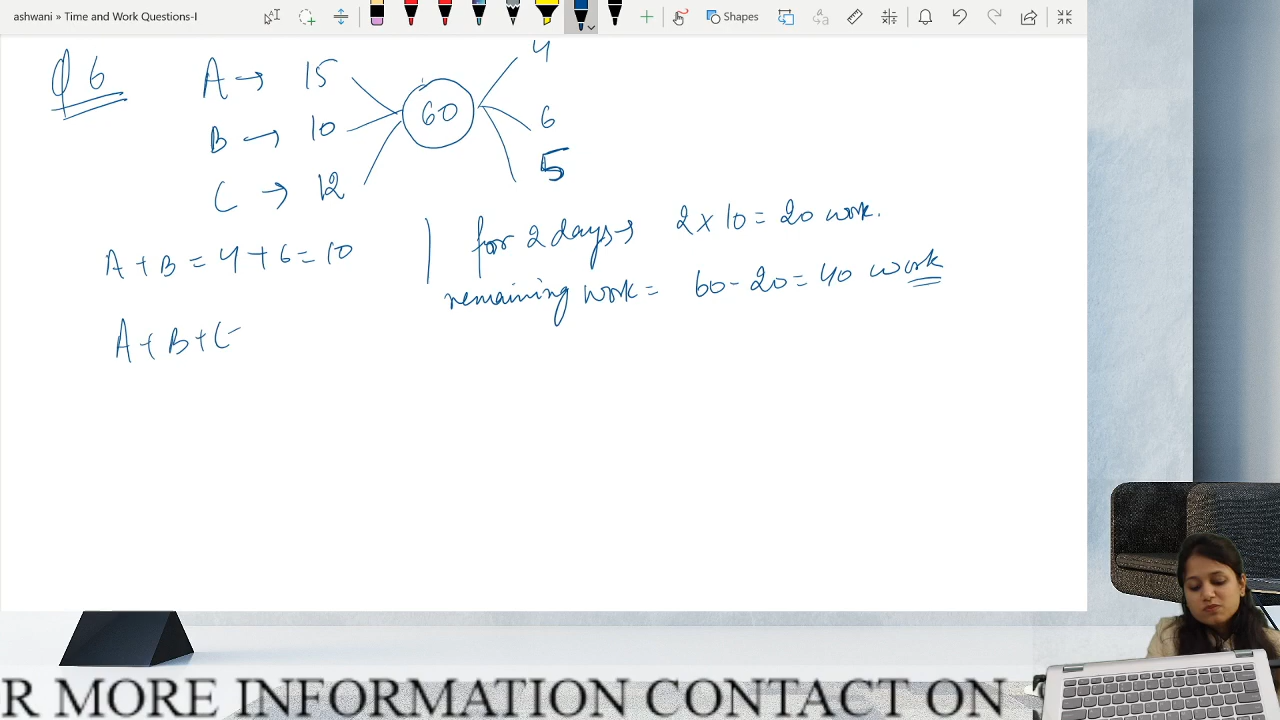 ashwani » Time and Work Questions-I
Shapes
Q 6
A → 15
60
4
B → 10
6
C → 12
5
A + B = 4 + 6 = 10
for 2 days → 2 x 10 = 20 work.
remaining work = 60 - 20 = 40 work
A + B + C -
R MORE INFORMATION CONTACT ON